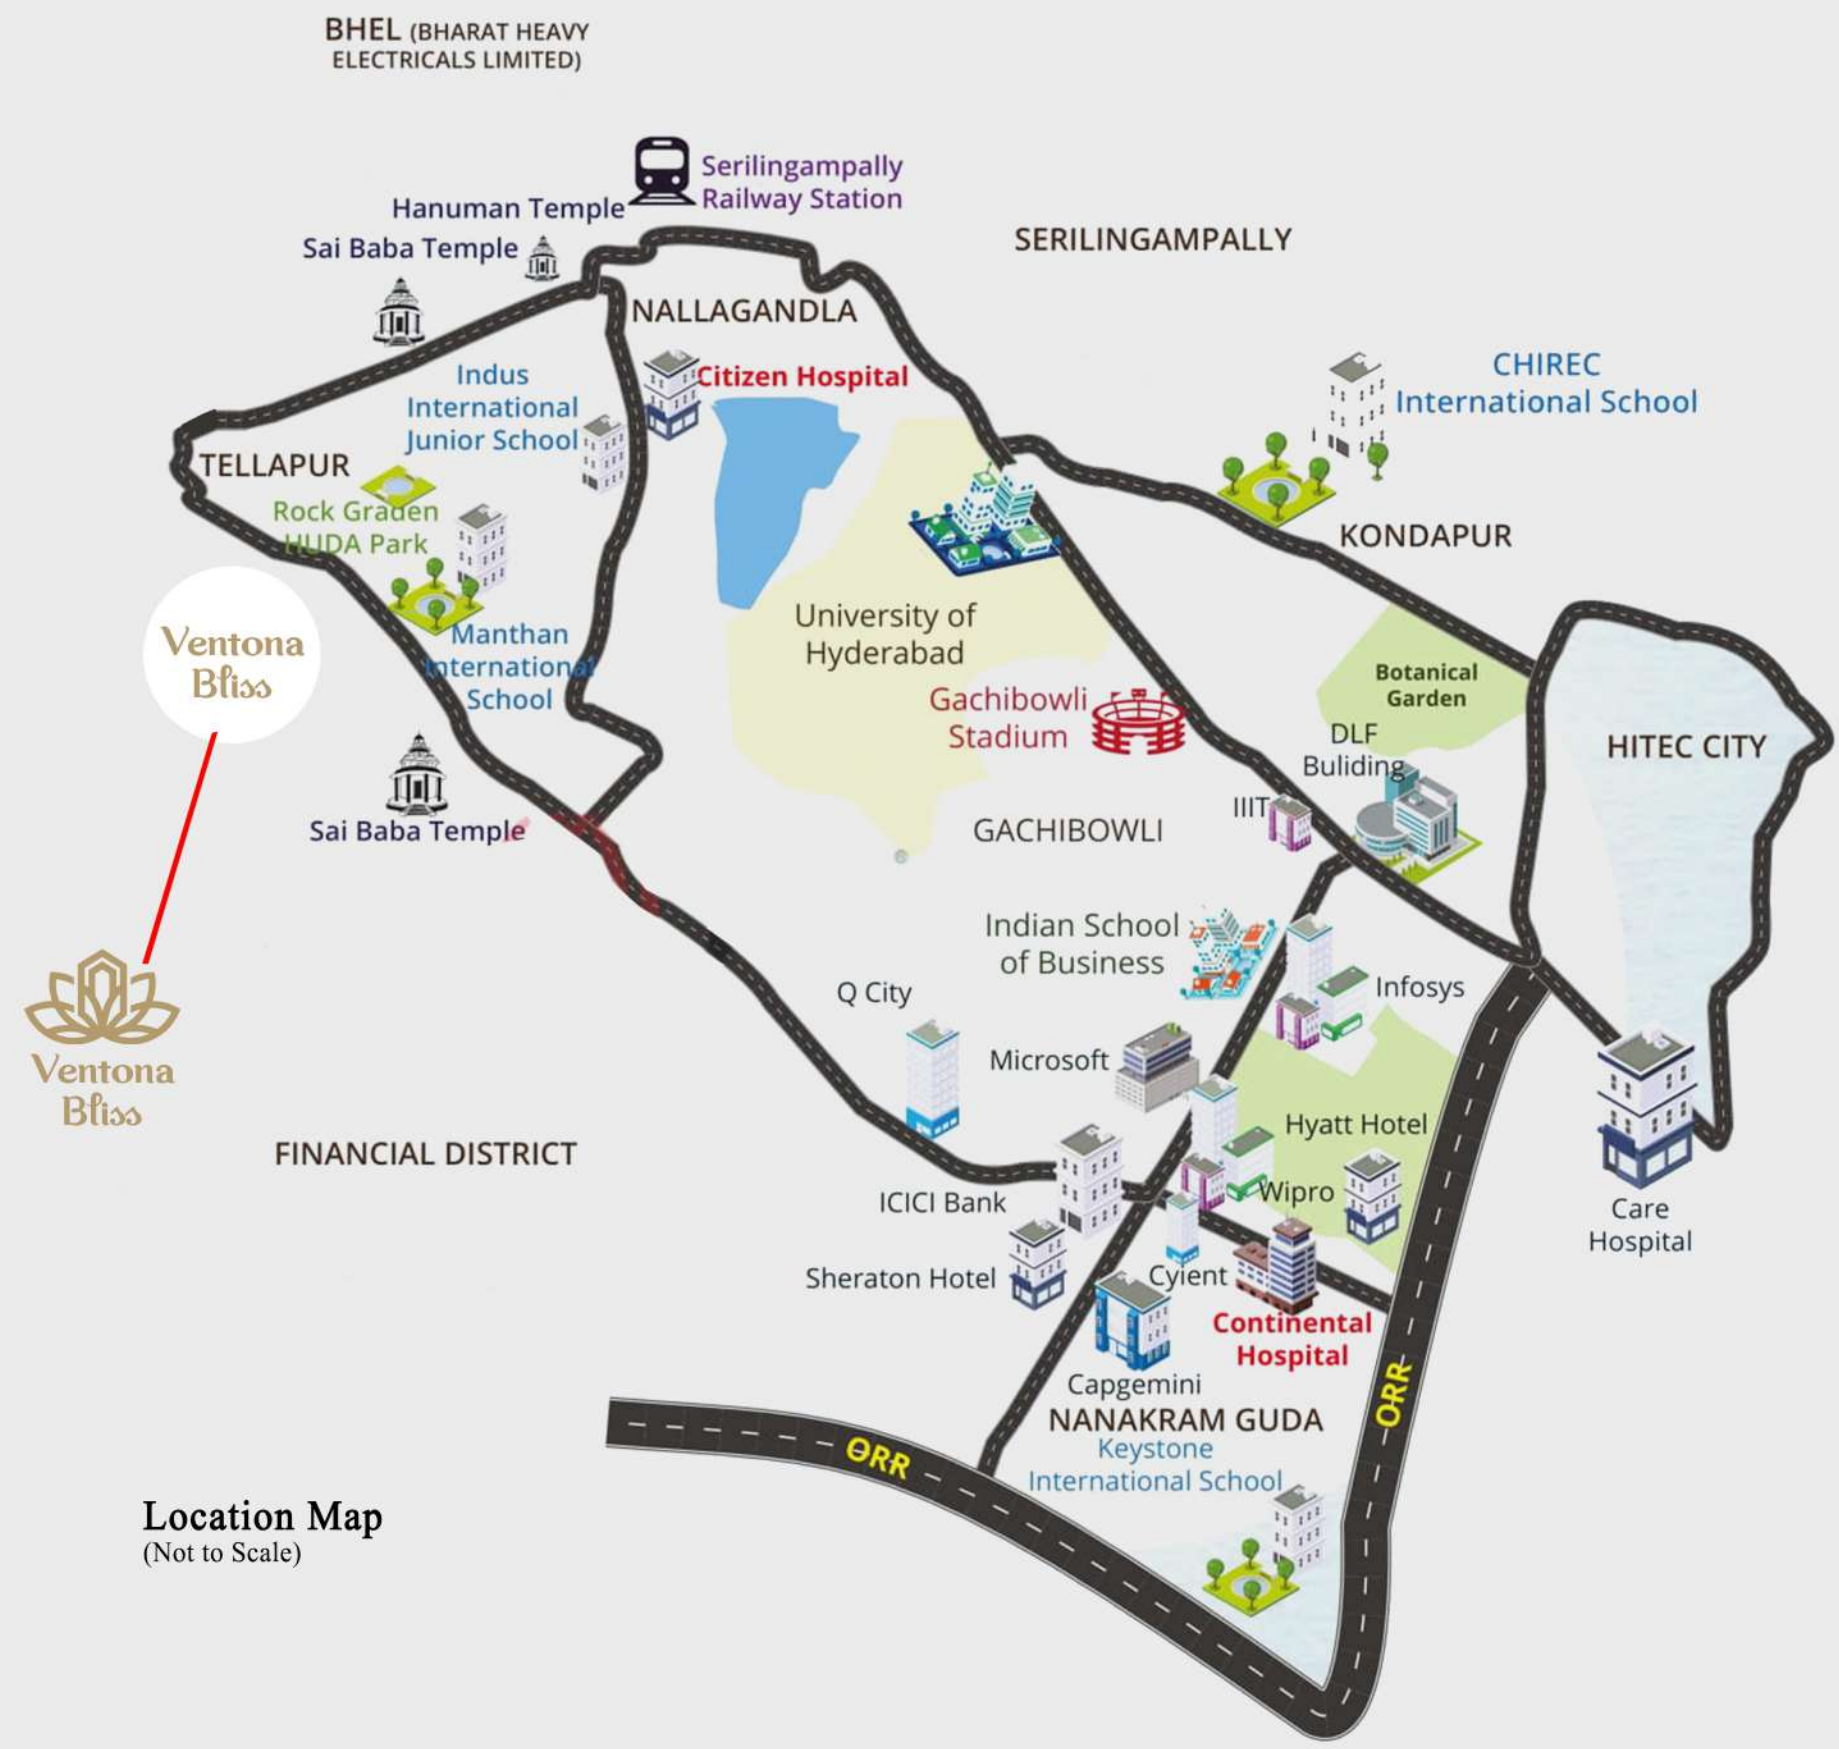 BHEL (BHARAT HEAVY
ELECTRICALS LIMITED)
Serilingampally
Railway Station
Hanuman Temple
Sai Baba Temple
SERILINGAMPALLY
NALLAGANDLA
Citizen Hospital
Indus
International
Junior School
CHIREC
International School
TELLAPUR
Rock Graden
HUDA Park
KONDAPUR
University of
Hyderabad
Ventona
Bliss
Manthan
International
School
Botanical
Garden
Gachibowli
Stadium
DLF
Buliding
HITEC CITY
IIIT
Sai Baba Temple
GACHIBOWLI
Indian School
of Business
Q City
Infosys
Microsoft
Ventona
Bliss
Hyatt Hotel
FINANCIAL DISTRICT
ICICI Bank
Wipro
Care
Hospital
Sheraton Hotel
Cyient
Continental
Hospital
Capgemini
ORR
NANAKRAM GUDA
Keystone
International School
ORR
Location Map
(Not to Scale)